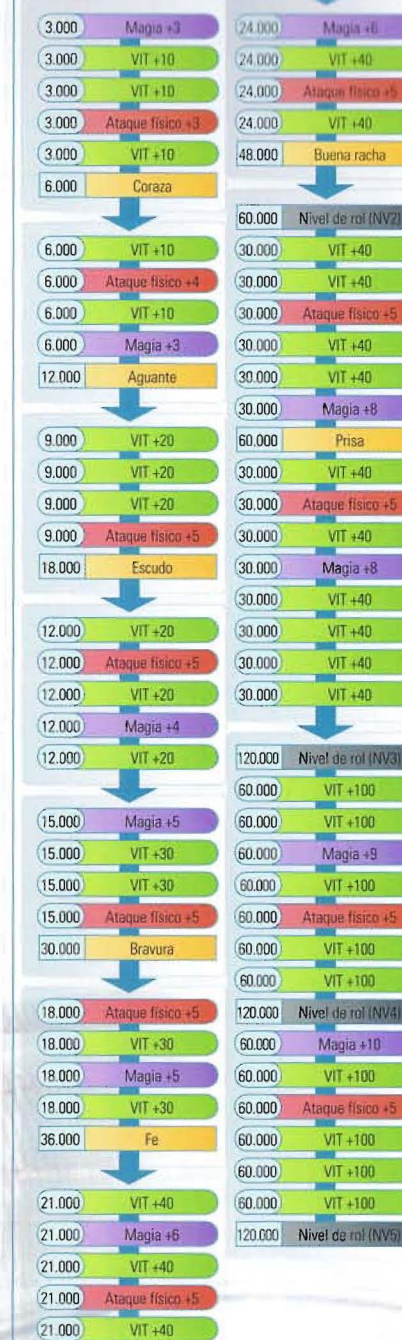 3.000 Magia +3
3.000 VIT +10
3.000 VIT +10
3.000 Ataque físico +3
3.000 VIT +10
6.000 Coraza
6.000 VIT +10
6.000 Ataque físico +4
6.000 VIT +10
6.000 Magia +3
12.000 Aguante
9.000 VIT +20
9.000 VIT +20
9.000 VIT +20
9.000 Ataque físico +5
18.000 Escudo
12.000 VIT +20
12.000 Ataque físico +5
12.000 VIT +20
12.000 Magia +4
12.000 VIT +20
15.000 Magia +5
15.000 VIT +30
15.000 VIT +30
15.000 Ataque físico +5
30.000 Bravura
18.000 Ataque físico +5
18.000 VIT +30
18.000 Magia +5
18.000 VIT +30
36.000 Fe
21.000 VIT +40
21.000 Magia +6
21.000 VIT +40
21.000 Ataque físico +5
21.000 VIT +40
24.000 Magia +6
24.000 VIT +40
24.000 Ataque físico +5
24.000 VIT +40
48.000 Buena racha
60.000 Nivel de rol (NV2)
30.000 VIT +40
30.000 VIT +40
30.000 Ataque físico +5
30.000 VIT +40
30.000 VIT +40
30.000 Magia +8
60.000 Prisa
30.000 VIT +40
30.000 Ataque físico +5
30.000 VIT +40
30.000 Magia +8
30.000 VIT +40
30.000 VIT +40
30.000 VIT +40
30.000 VIT +40
120.000 Nivel de rol (NV3)
60.000 VIT +100
60.000 VIT +100
60.000 Magia +9
60.000 VIT +100
60.000 Ataque físico +5
60.000 VIT +100
60.000 VIT +100
120.000 Nivel de rol (NV4)
60.000 Magia +10
60.000 VIT +100
60.000 Ataque físico +5
60.000 VIT +100
60.000 VIT +100
60.000 VIT +100
120.000 Nivel de rol (NV5)